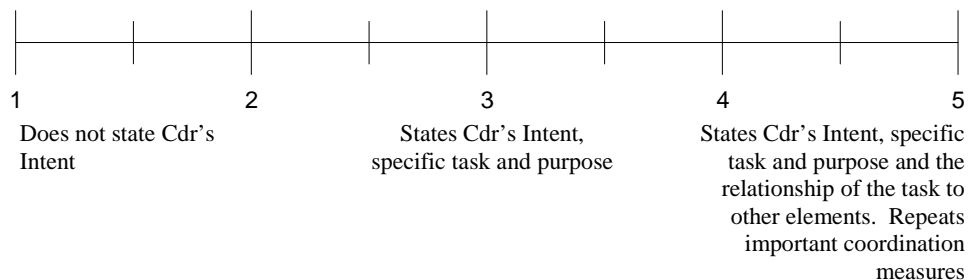 1 2 3 4 5
Does not state Cdr's
Intent
States Cdr's Intent,
specific task and purpose
States Cdr's Intent, specific
task and purpose and the
relationship of the task to
other elements.  Repeats
important coordination
measures